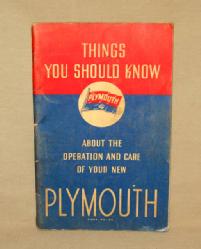 THINGS
YOU SHOULD KNOW
PLYMOUTH
ABOUT THE
OPERATION AND CARE
OF YOUR NEW
PLYMOUTH